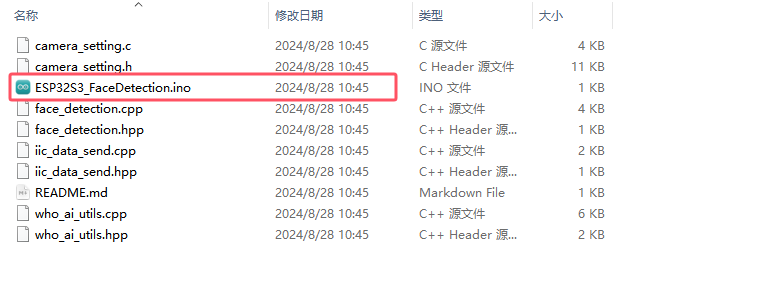 名称 修改日期 类型 大小
camera_setting.c 2024/8/28 10:45 C 源文件 4 KB
camera_setting.h 2024/8/28 10:45 C Header 源文件 11 KB
ESP32S3_FaceDetection.ino 2024/8/28 10:45 INO 文件 1 KB
face_detection.cpp 2024/8/28 10:45 C++ 源文件 4 KB
face_detection.hpp 2024/8/28 10:45 C++ Header 源... 1 KB
iic_data_send.cpp 2024/8/28 10:45 C++ 源文件 2 KB
iic_data_send.hpp 2024/8/28 10:45 C++ Header 源... 1 KB
README.md 2024/8/28 10:45 Markdown File 1 KB
who_ai_utils.cpp 2024/8/28 10:45 C++ 源文件 6 KB
who_ai_utils.hpp 2024/8/28 10:45 C++ Header 源... 2 KB